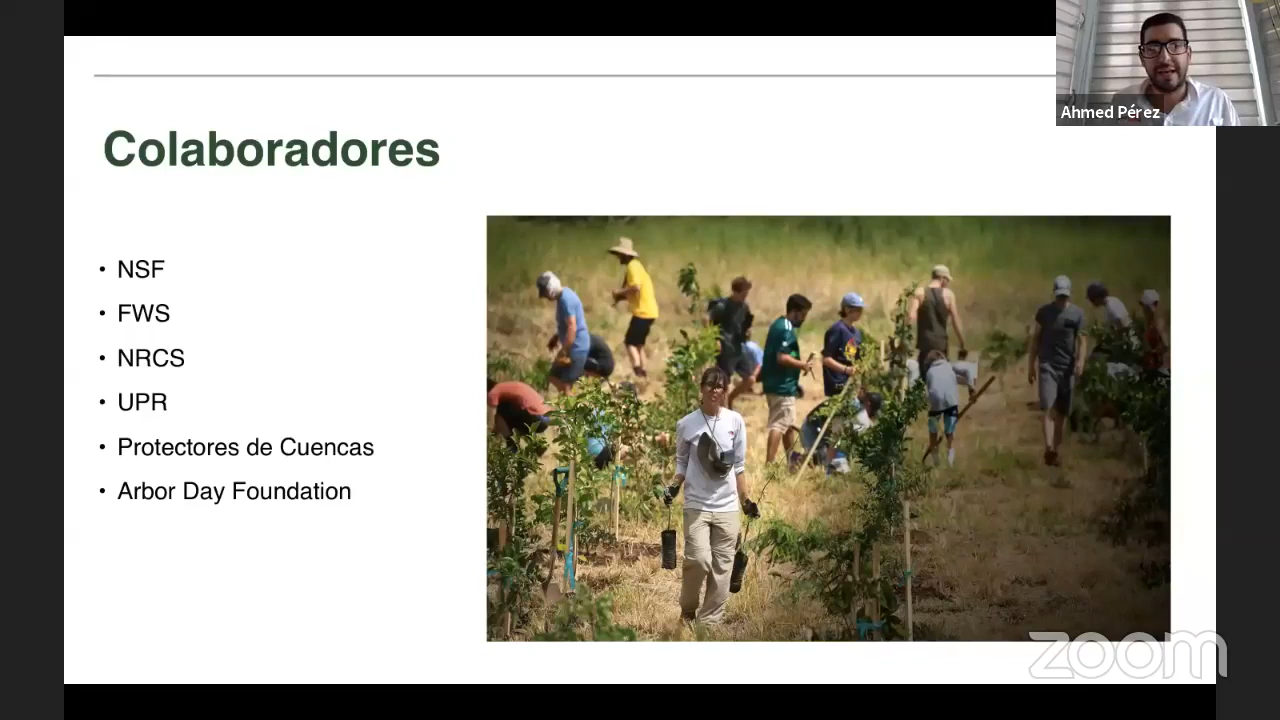 Ahmed Pérez
Colaboradores
• NSF
• FWS
• NRCS
• UPR
• Protectores de Cuencas
• Arbor Day Foundation
zoom